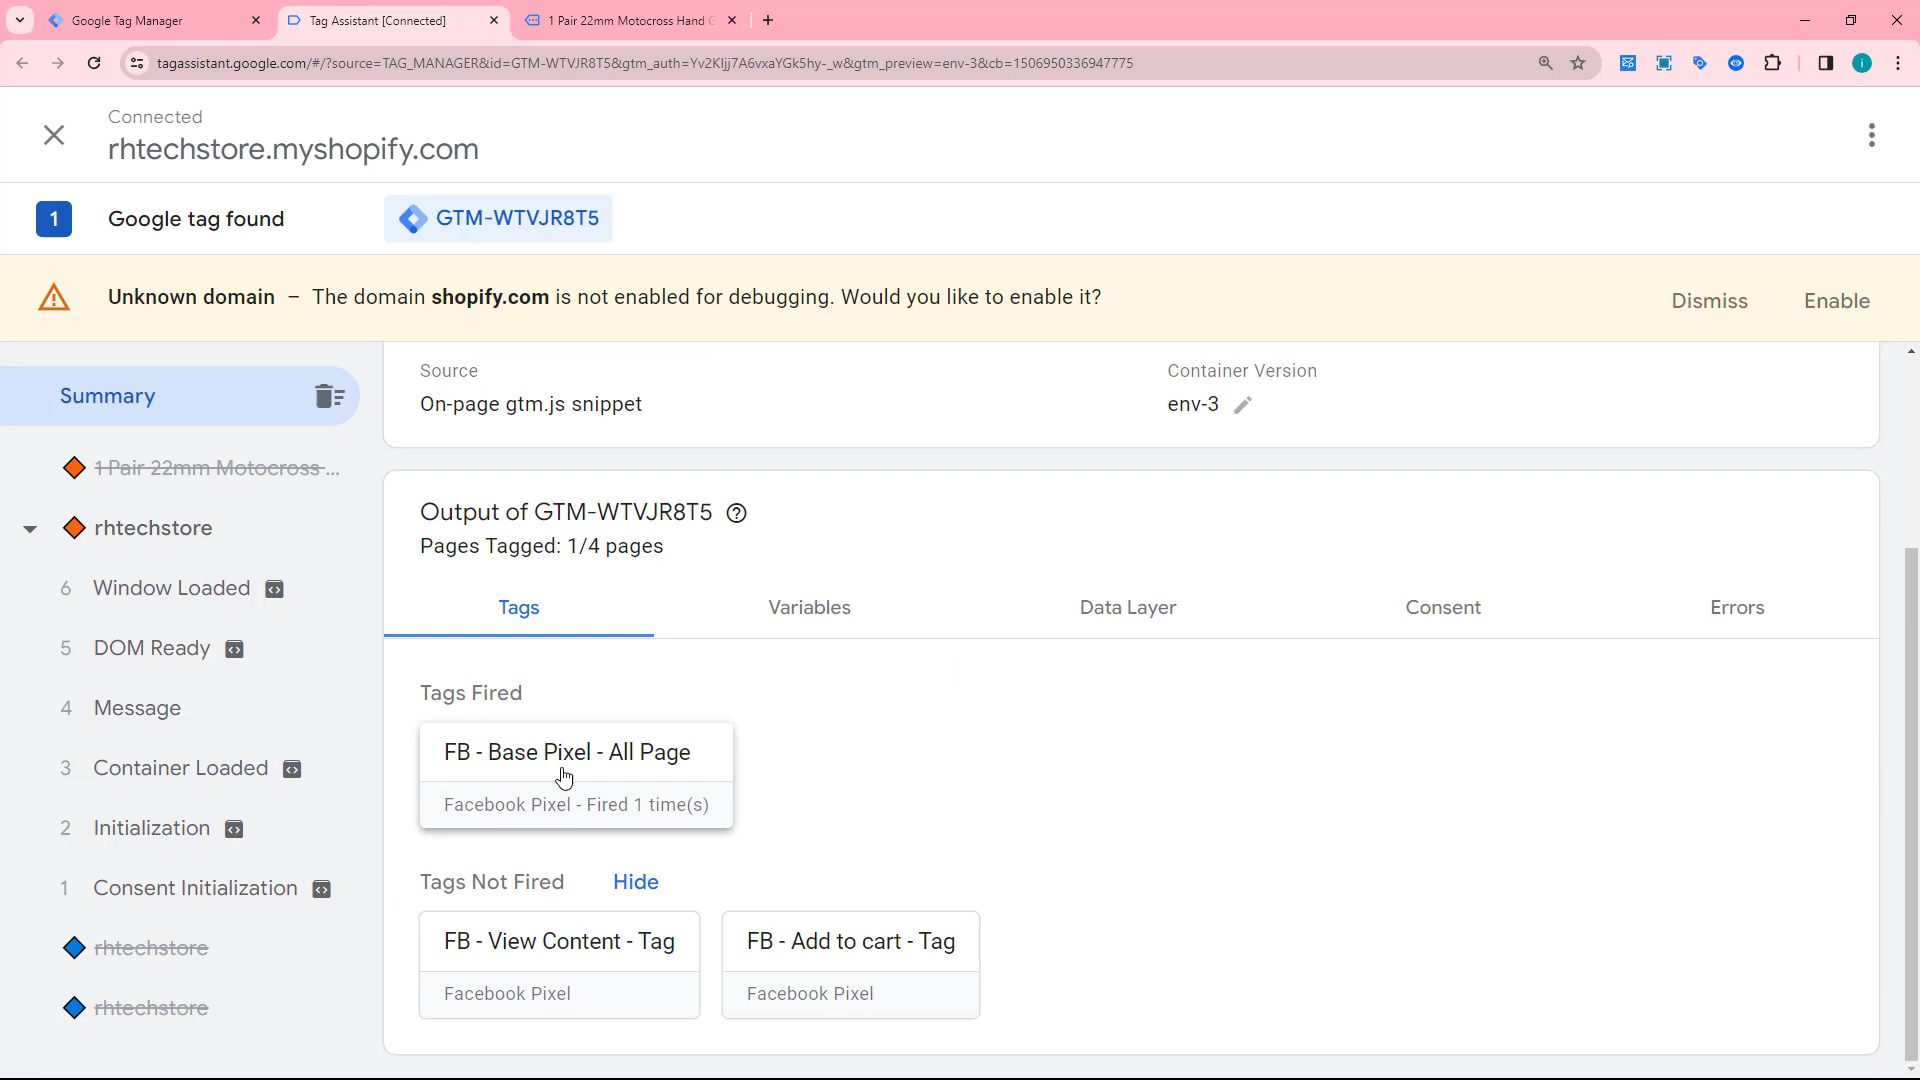 Google Tag Manager
Tag Assistant [Connected]
1 Pair 22mm Motocross Hand G
tagassistant.google.com/#/?source=TAG_MANAGER&id=GTM-WTVJR8T5&gtm_auth=Yv2KIjj7A6vxaYGk5hy-_w&gtm_preview=env-3&cb=1506950336947775
i
Connected
rhtechstore.myshopify.com
1
Google tag found
GTM-WTVJR8T5
Unknown domain – The domain shopify.com is not enabled for debugging. Would you like to enable it?
Dismiss
Enable
Summary
1 Pair 22mm Motocross ...
rhtechstore
6 Window Loaded
5 DOM Ready
4 Message
3 Container Loaded
2 Initialization
1 Consent Initialization
rhtechstore
rhtechstore
Source
On-page gtm.js snippet
Container Version
env-3
Output of GTM-WTVJR8T5
Pages Tagged: 1/4 pages
Tags
Variables
Data Layer
Consent
Errors
Tags Fired
FB - Base Pixel - All Page
Facebook Pixel - Fired 1 time(s)
Tags Not Fired
Hide
FB - View Content - Tag
Facebook Pixel
FB - Add to cart - Tag
Facebook Pixel